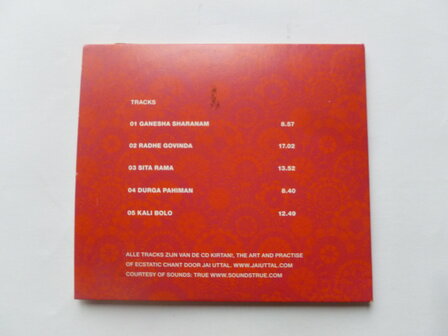 TRACKS
01 GANESHA SHARANAM 8.57
02 RADHE GOVINDA 17.02
03 SITA RAMA 13.52
04 DURGA PAHIMAN 8.40
05 KALI BOLO 12.49
ALLE TRACKS ZIJN VAN DE CD KIRTAN!, THE ART AND PRACTISE
OF ECSTATIC CHANT DOOR JAI UTTAL. WWW.JAIUTTAL.COM
COURTESY OF SOUNDS: TRUE WWW.SOUNDSTRUE.COM